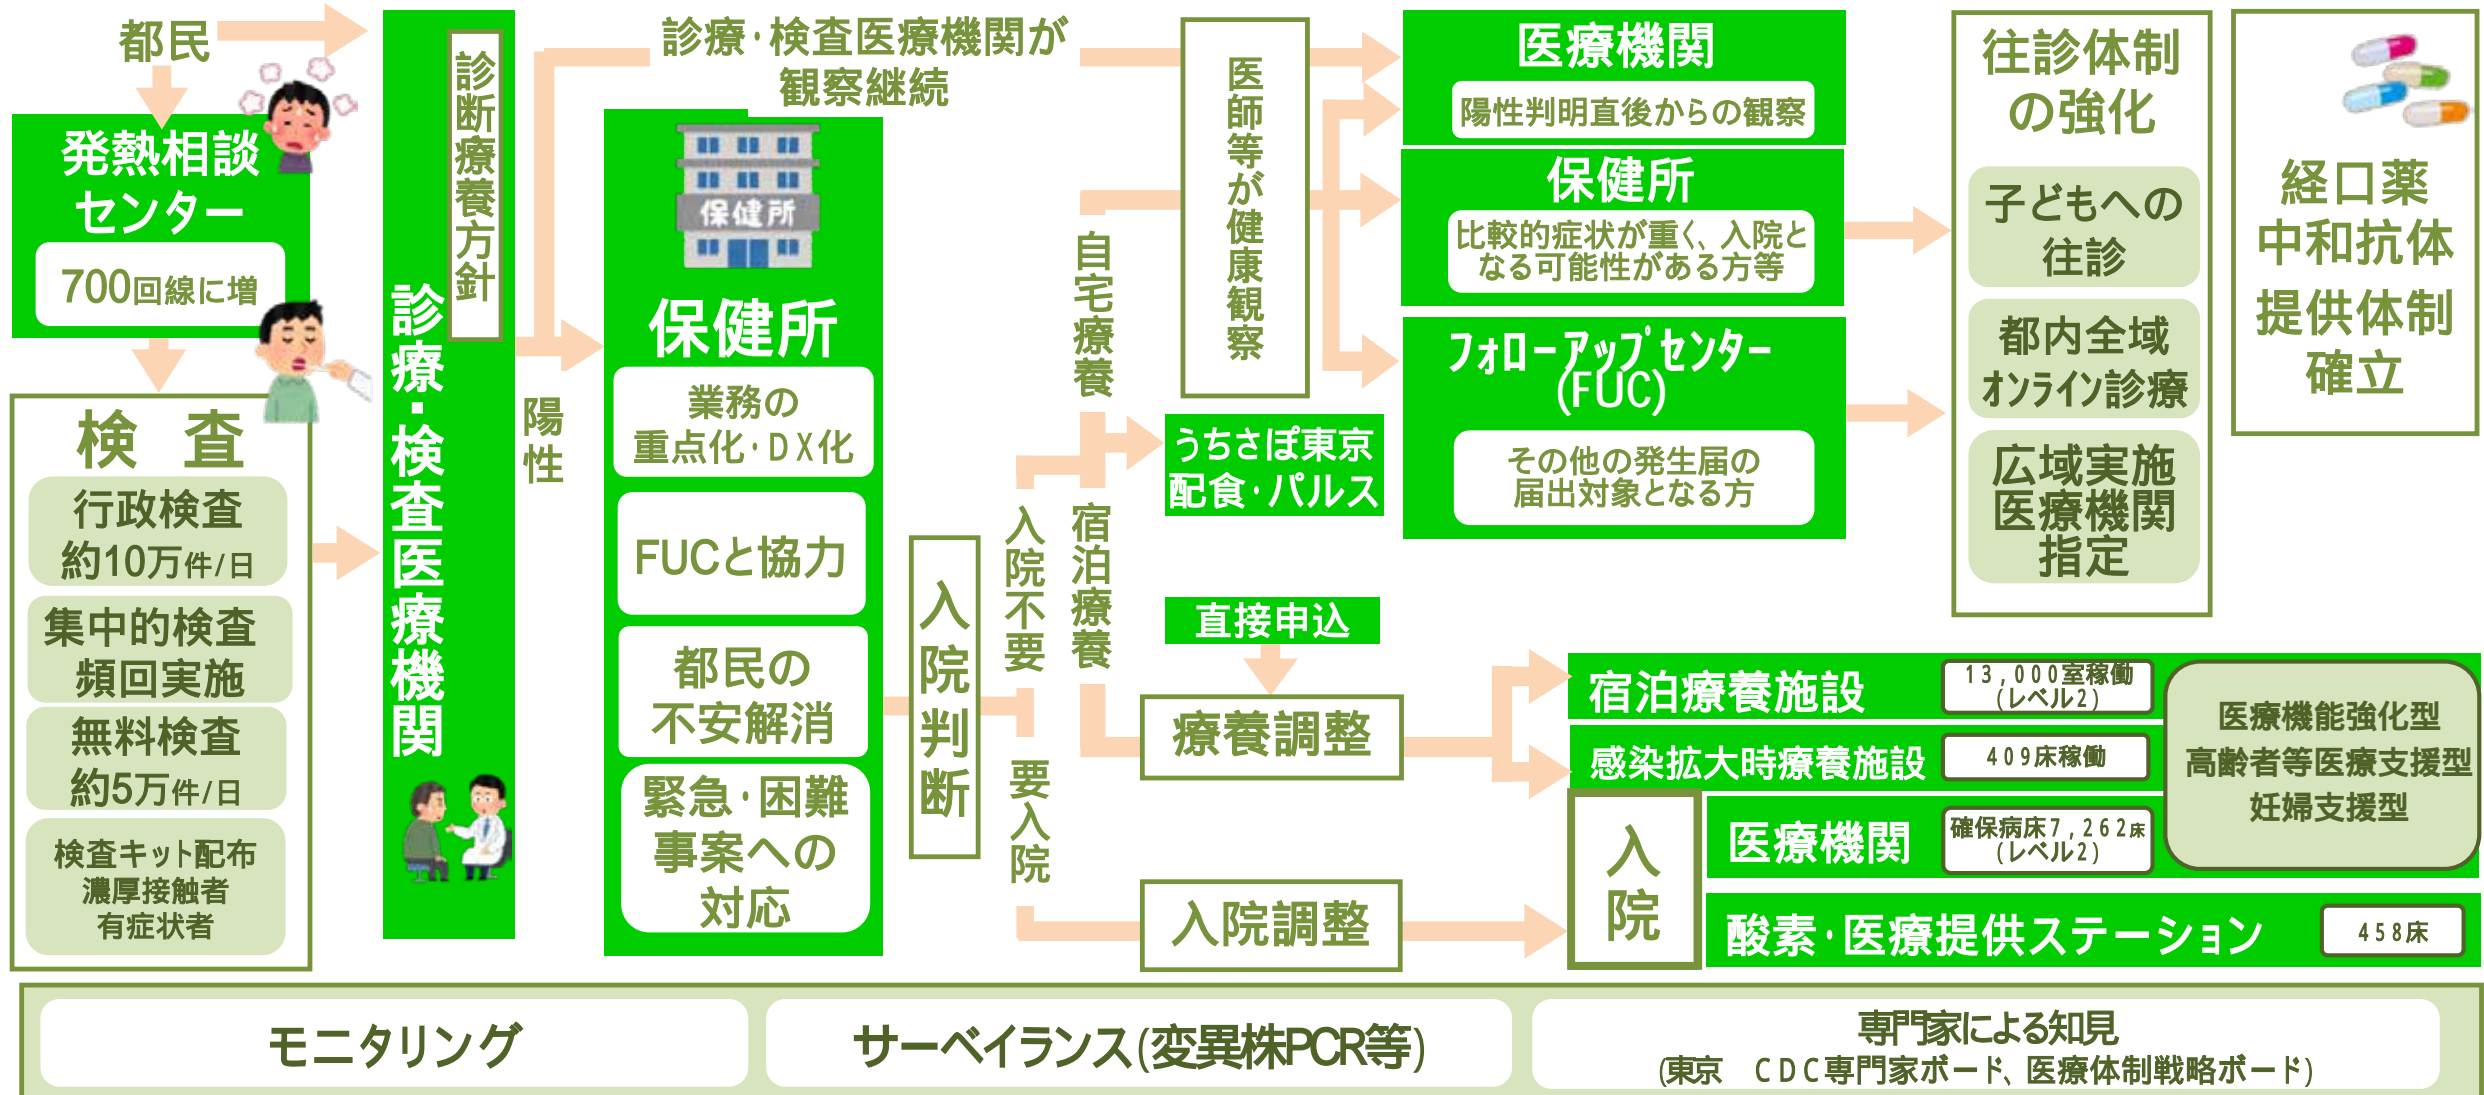 都民
発熱相談
センター
700回線に増
検　査
行政検査
約10万件/日
集中的検査
頻回実施
無料検査
約5万件/日
検査キット配布
濃厚接触者
有症状者
診療・検査医療機関
診断療養方針
陽性
診療・検査医療機関が
観察継続
保健所
保健所
業務の
重点化・DX化
FUCと協力
都民の
不安解消
緊急・困難
事案への
対応
入院判断
入院不要
要入院
自宅療養
宿泊療養
医師等が健康観察
うちさぽ東京
配食・パルス
直接申込
療養調整
入院調整
医療機関
陽性判明直後からの観察
保健所
比較的症状が重く、入院と
なる可能性がある方等
フォローアップセンター
(FUC)
その他の発生届の
届出対象となる方
往診体制
の強化
子どもへの
往診
都内全域
オンライン診療
広域実施
医療機関
指定
経口薬
中和抗体
提供体制
確立
宿泊療養施設
13,000室稼働
(レベル2)
感染拡大時療養施設
409床稼働
入院
医療機関
確保病床7,262床
(レベル2)
医療機能強化型
高齢者等医療支援型
妊婦支援型
酸素・医療提供ステーション
458床
モニタリング
サーベイランス(変異株PCR等)
専門家による知見
(東京　CDC専門家ボード、医療体制戦略ボード)